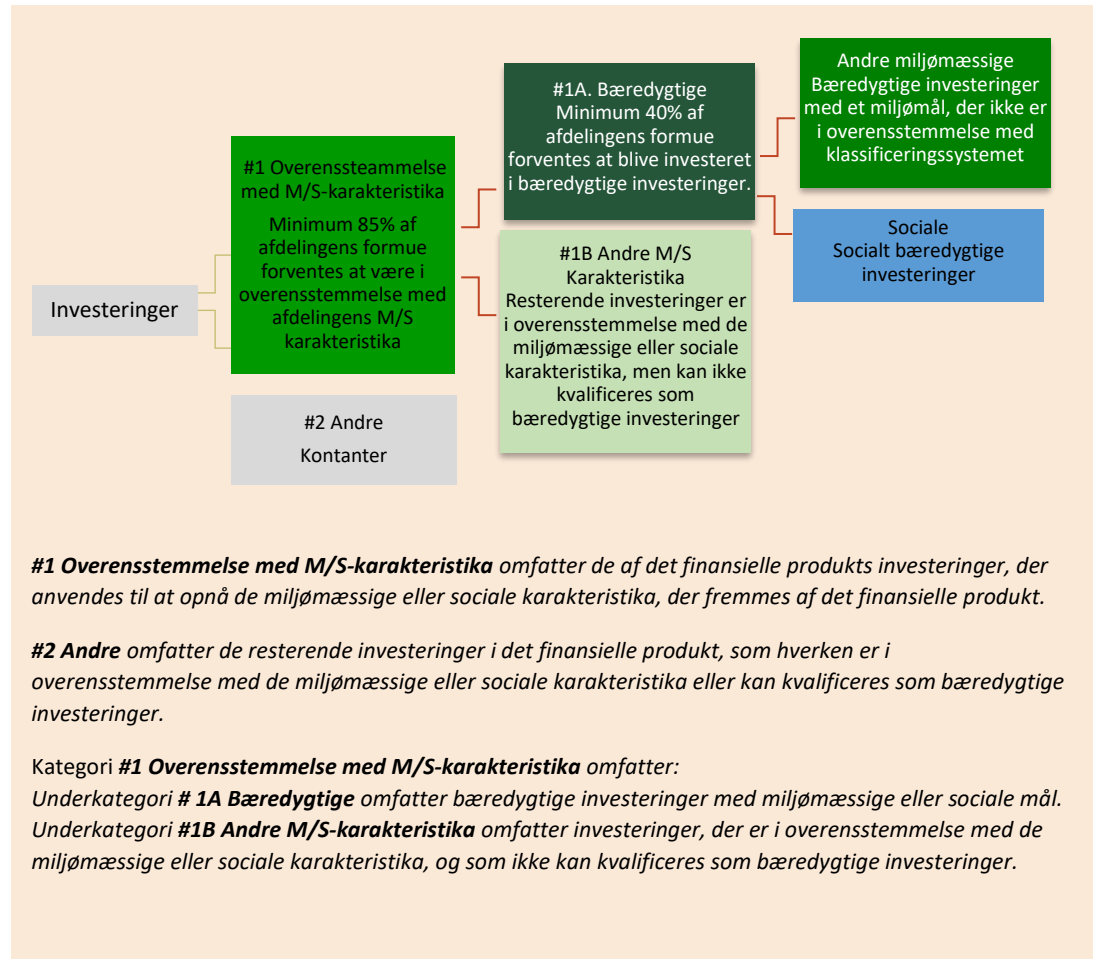 Investeringer
#1 Overenssteammelse
med M/S-karakteristika
Minimum 85% af
afdelingens formue
forventes at være i
overensstemmelse med
afdelingens M/S
karakteristika
#2 Andre
Kontanter
#1A. Bæredygtige
Minimum 40% af
afdelingens formue
forventes at blive investeret
i bæredygtige investeringer.
#1B Andre M/S
Karakteristika
Resterende investeringer er
i overensstemmelse med de
miljømæssige eller sociale
karakteristika, men kan ikke
kvalificeres som
bæredygtige investeringer
Andre miljømæssige
Bæredygtige investeringer
med et miljømål, der ikke er
i overensstemmelse med
klassificeringssystemet
Sociale
Socialt bæredygtige
investeringer
#1 Overensstemmelse med M/S-karakteristika omfatter de af det finansielle produkts investeringer, der
anvendes til at opnå de miljømæssige eller sociale karakteristika, der fremmes af det finansielle produkt.
#2 Andre omfatter de resterende investeringer i det finansielle produkt, som hverken er i
overensstemmelse med de miljømæssige eller sociale karakteristika eller kan kvalificeres som bæredygtige
investeringer.
Kategori #1 Overensstemmelse med M/S-karakteristika omfatter:
Underkategori # 1A Bæredygtige omfatter bæredygtige investeringer med miljømæssige eller sociale mål.
Underkategori #1B Andre M/S-karakteristika omfatter investeringer, der er i overensstemmelse med de
miljømæssige eller sociale karakteristika, og som ikke kan kvalificeres som bæredygtige investeringer.